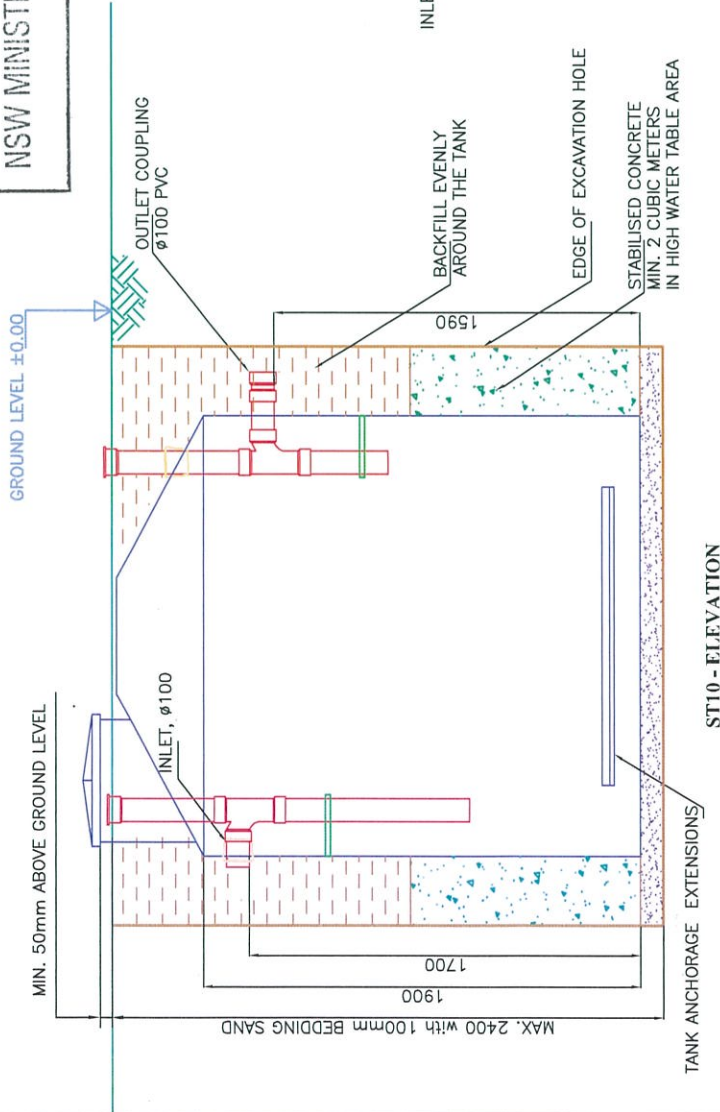 NSW MINISTR
INLE
GROUND LEVEL ±0.00
MIN. 50mm ABOVE GROUND LEVEL
OUTLET COUPLING
ø100 PVC
INLET, ø100
BACKFILL EVENLY
AROUND THE TANK
EDGE OF EXCAVATION HOLE
STABILISED CONCRETE
MIN. 2 CUBIC METERS
IN HIGH WATER TABLE AREA
1590
1700
1900
MAX. 2400 with 100mm BEDDING SAND
TANK ANCHORAGE EXTENSIONS
ST10 - ELEVATION